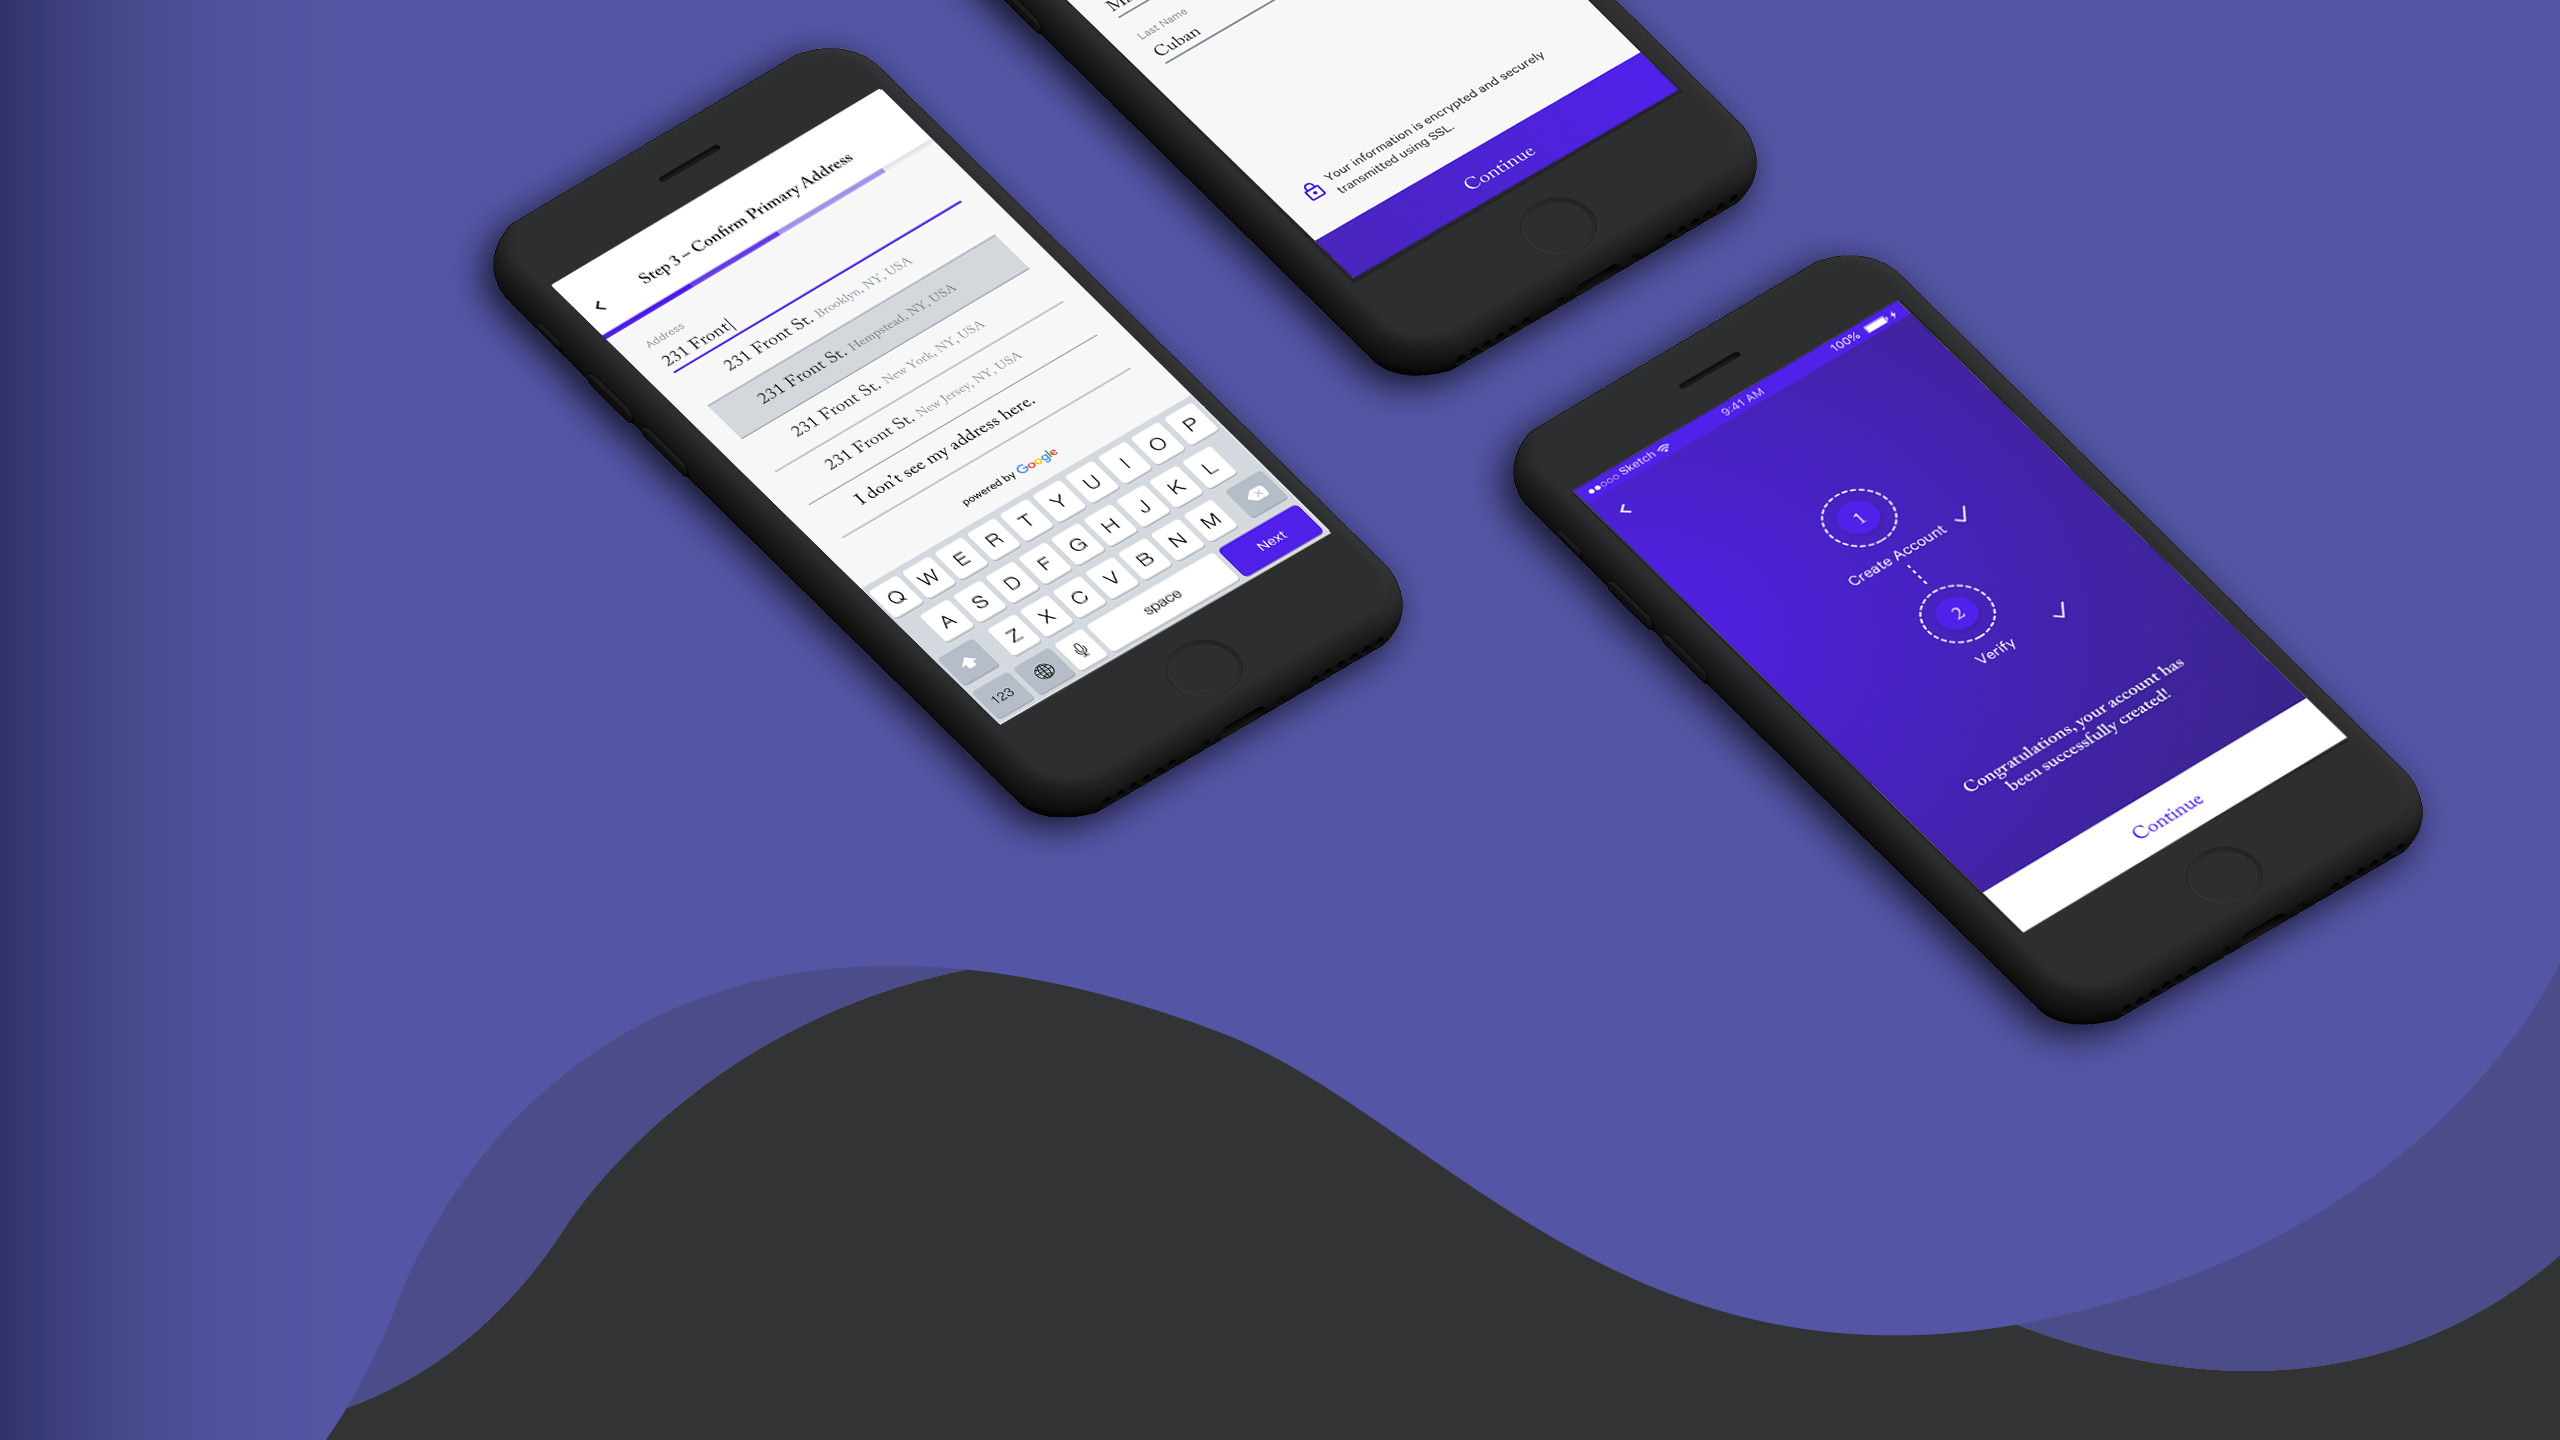 Step 3 – Confirm Primary Address
Address
231 Front
231 Front St. Brooklyn, NY, USA
231 Front St. Hempstead, NY, USA
231 Front St. New York, NY, USA
231 Front St. New Jersey, NY, USA
I don't see my address here.
powered by Google
Q W E R T Y U I O P
A S D F G H J K L
Z X C V B N M
123 space Next
Last Name
Cuban
Your information is encrypted and securely
transmitted using SSL.
Continue
Sketch 9:41 AM 100%
1
Create Account
2
Verify
Congratulations, your account has
been successfully created!
Continue